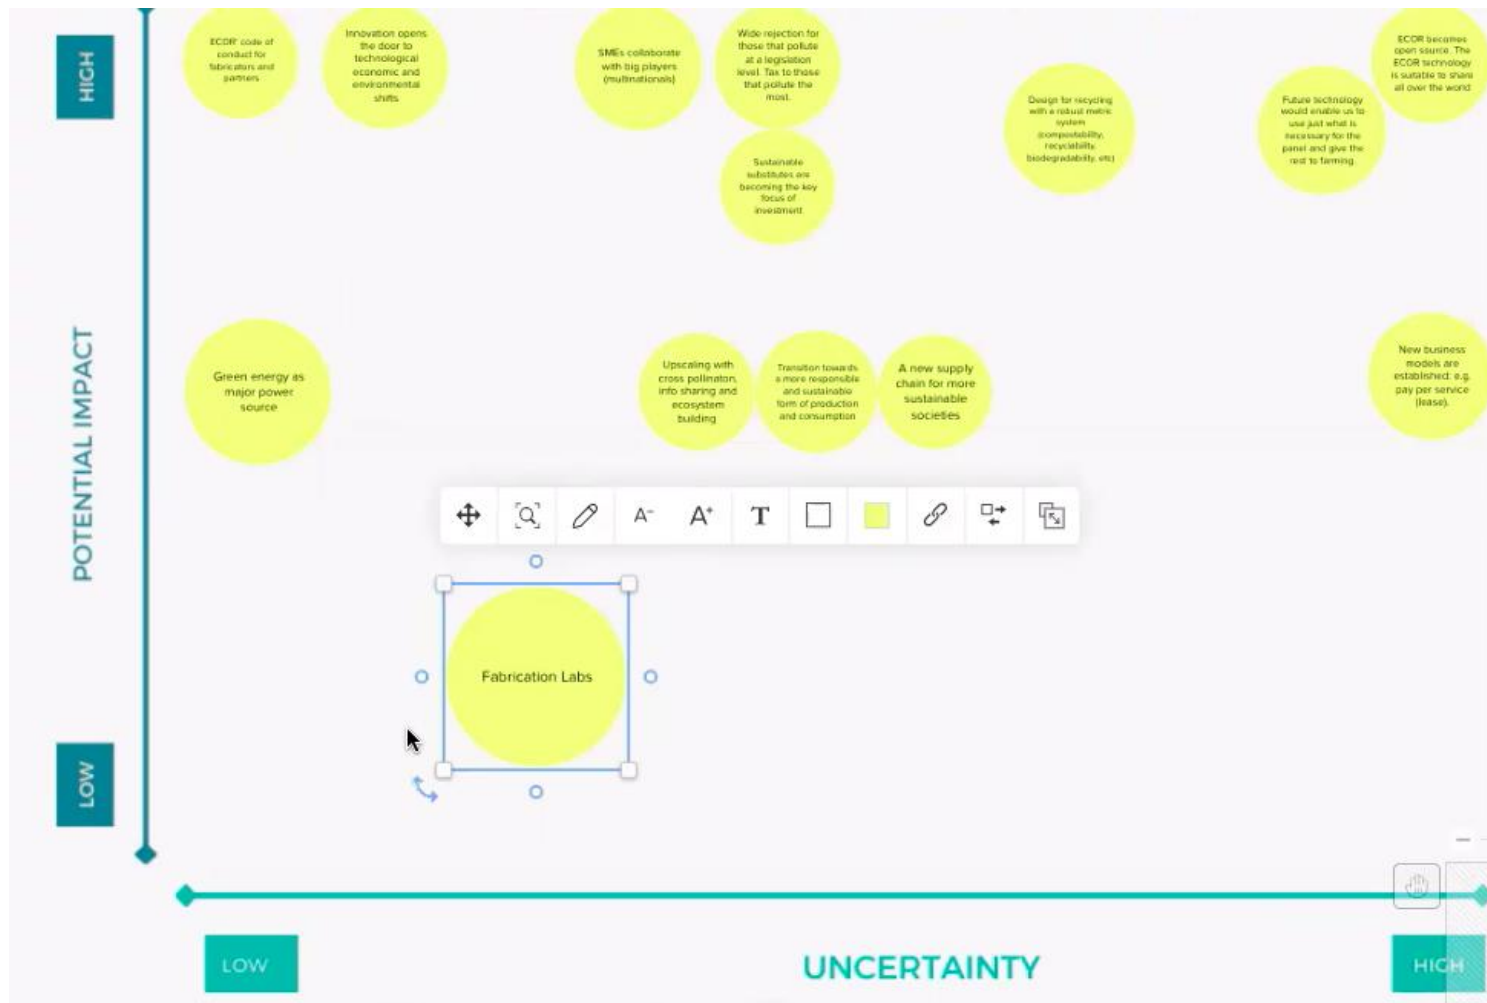 HIGH
ECOR' code of
conduct for
fabricators and
partners
Innovation opens
the door to
technological
economic and
environmental
shifts
SMEs collaborate
with big players
(multinationals)
Wide rejection for
those that pollute
at a legislation
level. Tax to those
that pollute the
most.
Sustainable
substitutes are
becoming the key
focus of
investment
Design for recycling
with a robust metric
system
(compostability,
recyclability,
biodegradability, etc)
Future technology
would enable us to
use just what is
necessary for the
panel and give the
rest to farming
ECOR becomes
open source. The
ECOR technology
is suitable to share
all over the world
POTENTIAL IMPACT
Green energy as
major power
source
Upscaling with
cross pollinaton,
info sharing and
ecosystem
building
Transition towards
a more responsible
and sustainable
form of production
and consumption
A new supply
chain for more
sustainable
societies
New business
models are
established: e.g.
pay per service
(lease).
A- A+ T
Fabrication Labs
LOW
LOW
UNCERTAINTY
HIGH